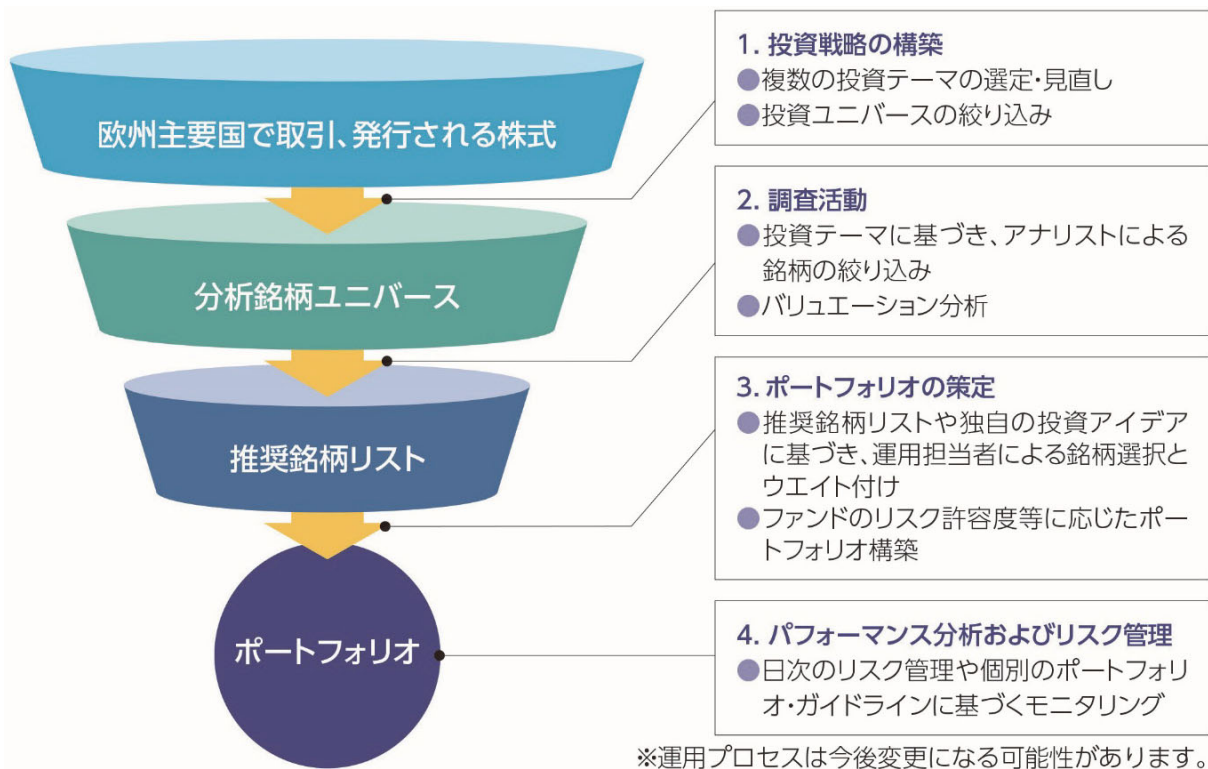 欧州主要国で取引、発行される株式
分析銘柄ユニバース
推奨銘柄リスト
ポートフォリオ
1. 投資戦略の構築
●複数の投資テーマの選定・見直し
●投資ユニバースの絞り込み
2. 調査活動
●投資テーマに基づき、アナリストによる
銘柄の絞り込み
●バリュエーション分析
3. ポートフォリオの策定
●推奨銘柄リストや独自の投資アイデア
に基づき、運用担当者による銘柄選択と
ウエイト付け
●ファンドのリスク許容度等に応じたポー
トフォリオ構築
4. パフォーマンス分析およびリスク管理
●日次のリスク管理や個別のポートフォリ
オ・ガイドラインに基づくモニタリング
※運用プロセスは今後変更になる可能性があります。